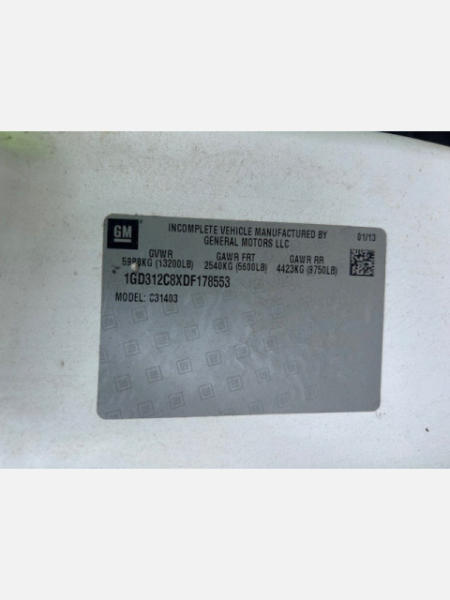 GM
INCOMPLETE VEHICLE MANUFACTURED BY
GENERAL MOTORS LLC
01/13
GVWR GAWR FRT GAWR RR
5988KG (13200LB) 2540KG (5600LB) 4423KG (9750LB)
1GD312C8XDF178553
MODEL: C31403